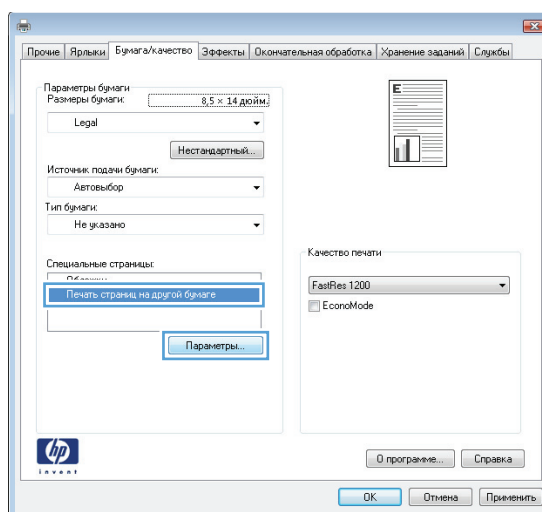 Прочие Ярлыки Бумага/качество Эффекты Окончательная обработка Хранение заданий Службы
Параметры бумаги
Размеры бумаги: 8,5 × 14 дюйм.
Legal
Нестандартный...
Источник подачи бумаги:
Автовыбор
Тип бумаги:
Не указано
Специальные страницы:
Обложки
Печать страниц на другой бумаге
Параметры...
E
Качество печати
FastRes 1200
EconoMode
hp
invent
О программе... Справка
OK Отмена Применить